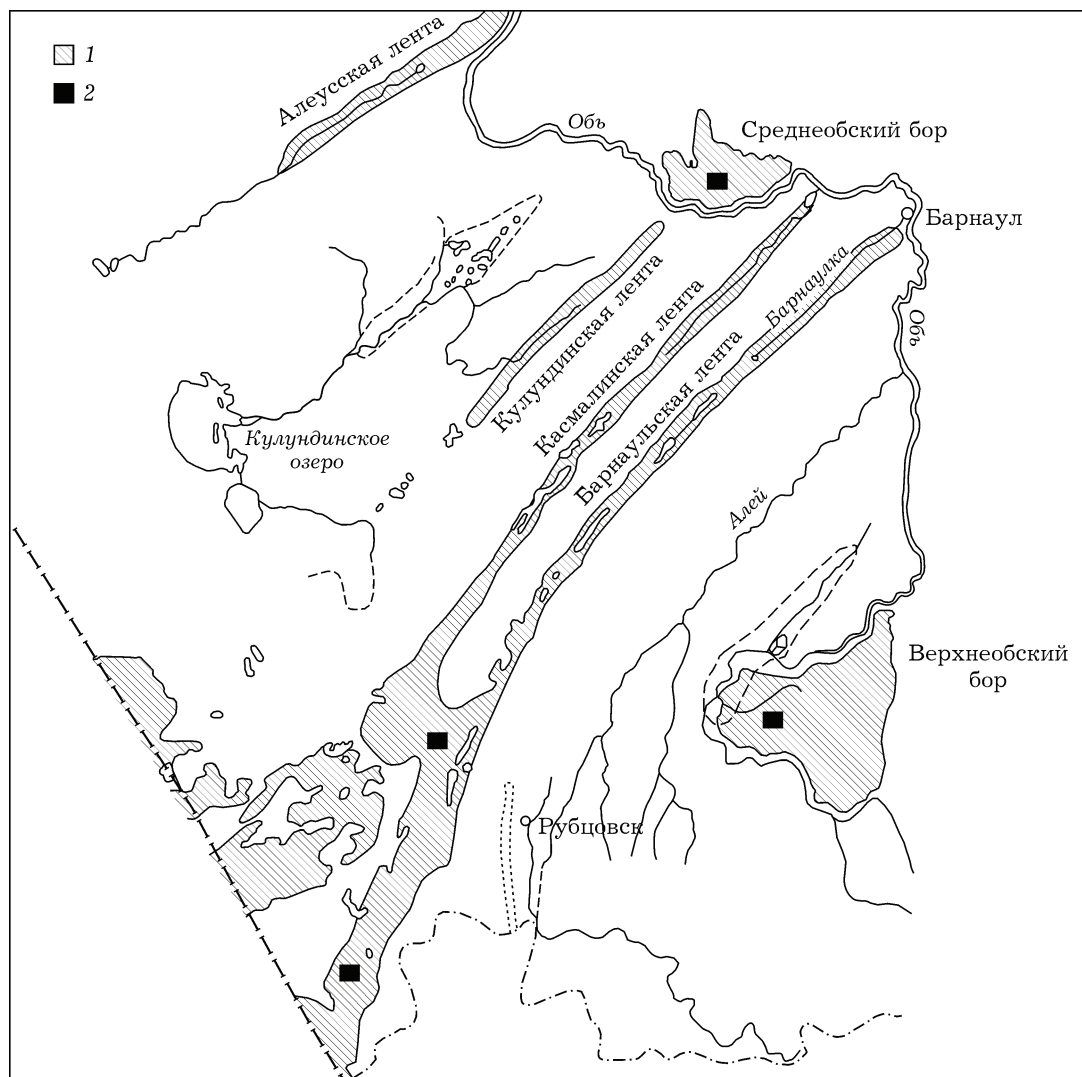 Алеусская лента
1
2
Обь
Среднеобский бор
Барнаул
Барнаулка
Обь
Кулундинская лента
Касмалинская лента
Барнаульская лента
Кулундинское
озеро
Алей
Верхнеобский
бор
Рубцовск